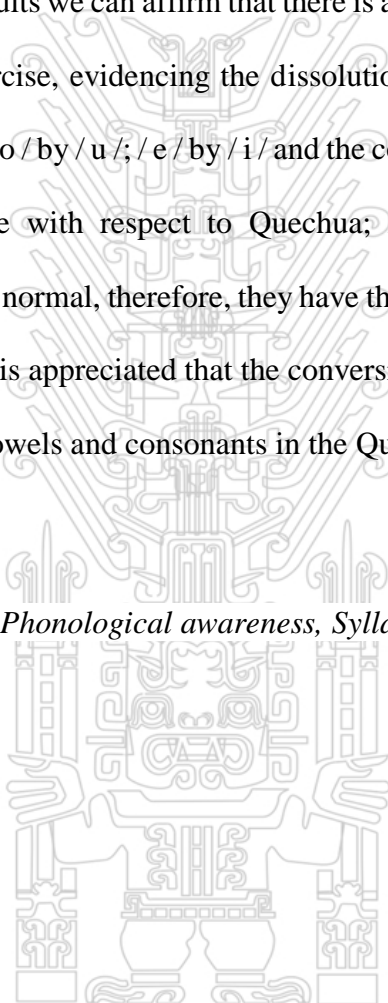 ults we can affirm that there is a
rcise, evidencing the dissolutio
o / by / u /; / e / by / i / and the c
e with respect to Quechua;
normal, therefore, they have th
is appreciated that the convers
owels and consonants in the Qu
Phonological awareness, Sylla